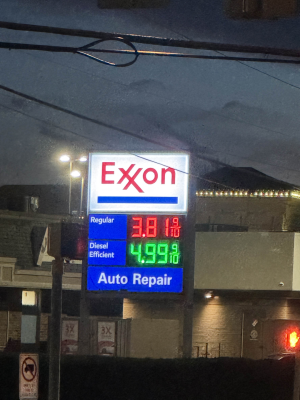 Exxon
Regular 3.81 9/10
Diesel
Efficient 4.99 9/10
Auto Repair